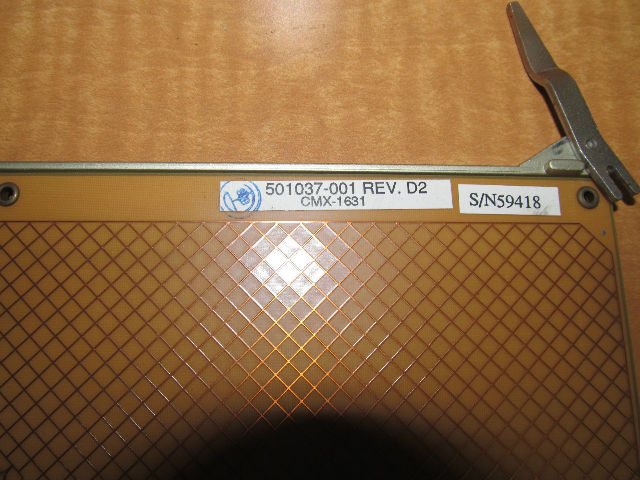 501037-001 REV. D2
CMX-1631
S/N59418